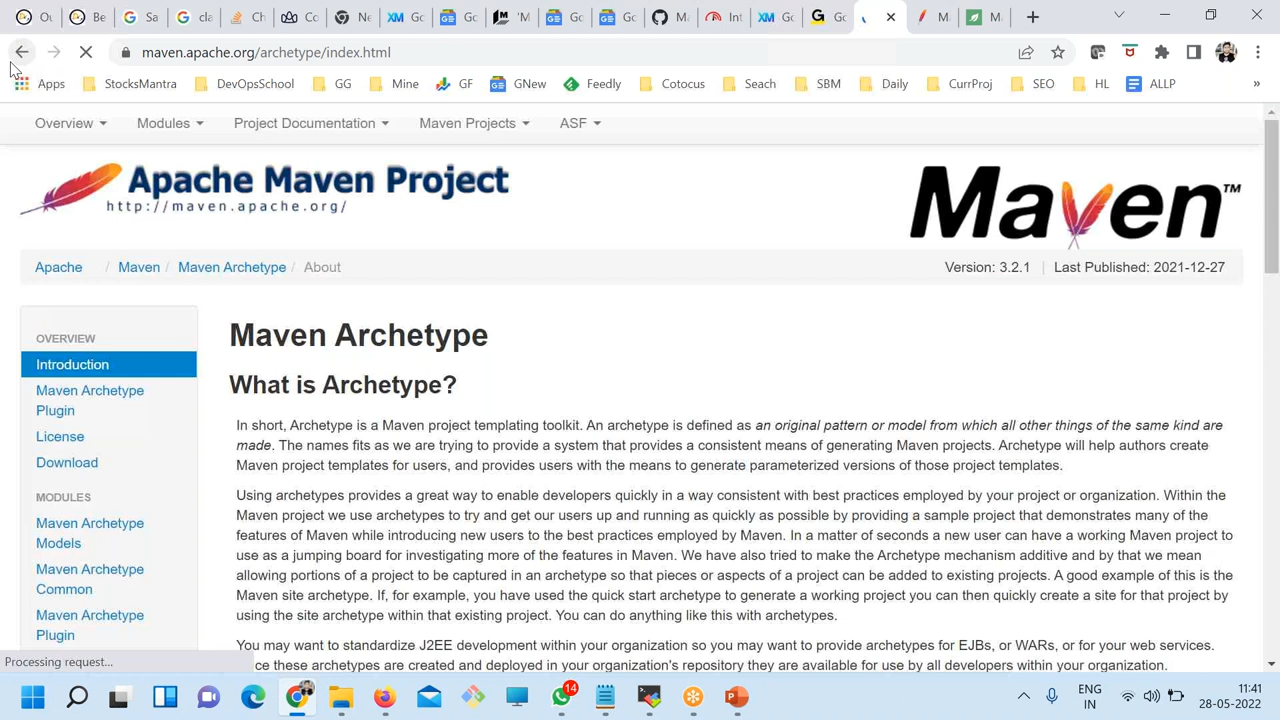 Ou
Be
Sa
cla
Ch
Co
Ne
Go
Go
'M
Go
Go
Ma
Int
Go
Go
M
M
maven.apache.org/archetype/index.html
Apps
StocksMantra
DevOpsSchool
GG
Mine
GF
GNew
Feedly
Cotocus
Seach
SBM
Daily
CurrProj
SEO
HL
ALLP
»
Overview
Modules
Project Documentation
Maven Projects
ASF
Apache Maven Project
http://maven.apache.org/
Maven™
Apache / Maven / Maven Archetype / About
Version: 3.2.1 | Last Published: 2021-12-27
OVERVIEW
Introduction
Maven Archetype
Plugin
License
Download
MODULES
Maven Archetype
Models
Maven Archetype
Common
Maven Archetype
Plugin
Maven Archetype
What is Archetype?
In short, Archetype is a Maven project templating toolkit. An archetype is defined as an original pattern or model from which all other things of the same kind are
made. The names fits as we are trying to provide a system that provides a consistent means of generating Maven projects. Archetype will help authors create
Maven project templates for users, and provides users with the means to generate parameterized versions of those project templates.
Using archetypes provides a great way to enable developers quickly in a way consistent with best practices employed by your project or organization. Within the
Maven project we use archetypes to try and get our users up and running as quickly as possible by providing a sample project that demonstrates many of the
features of Maven while introducing new users to the best practices employed by Maven. In a matter of seconds a new user can have a working Maven project to
use as a jumping board for investigating more of the features in Maven. We have also tried to make the Archetype mechanism additive and by that we mean
allowing portions of a project to be captured in an archetype so that pieces or aspects of a project can be added to existing projects. A good example of this is the
Maven site archetype. If, for example, you have used the quick start archetype to generate a working project you can then quickly create a site for that project by
using the site archetype within that existing project. You can do anything like this with archetypes.
You may want to standardize J2EE development within your organization so you may want to provide archetypes for EJBs, or WARs, or for your web services.
ce these archetypes are created and deployed in your organization's repository they are available for use by all developers within your organization.
Processing request...
14
ENG
IN
11:41
28-05-2022